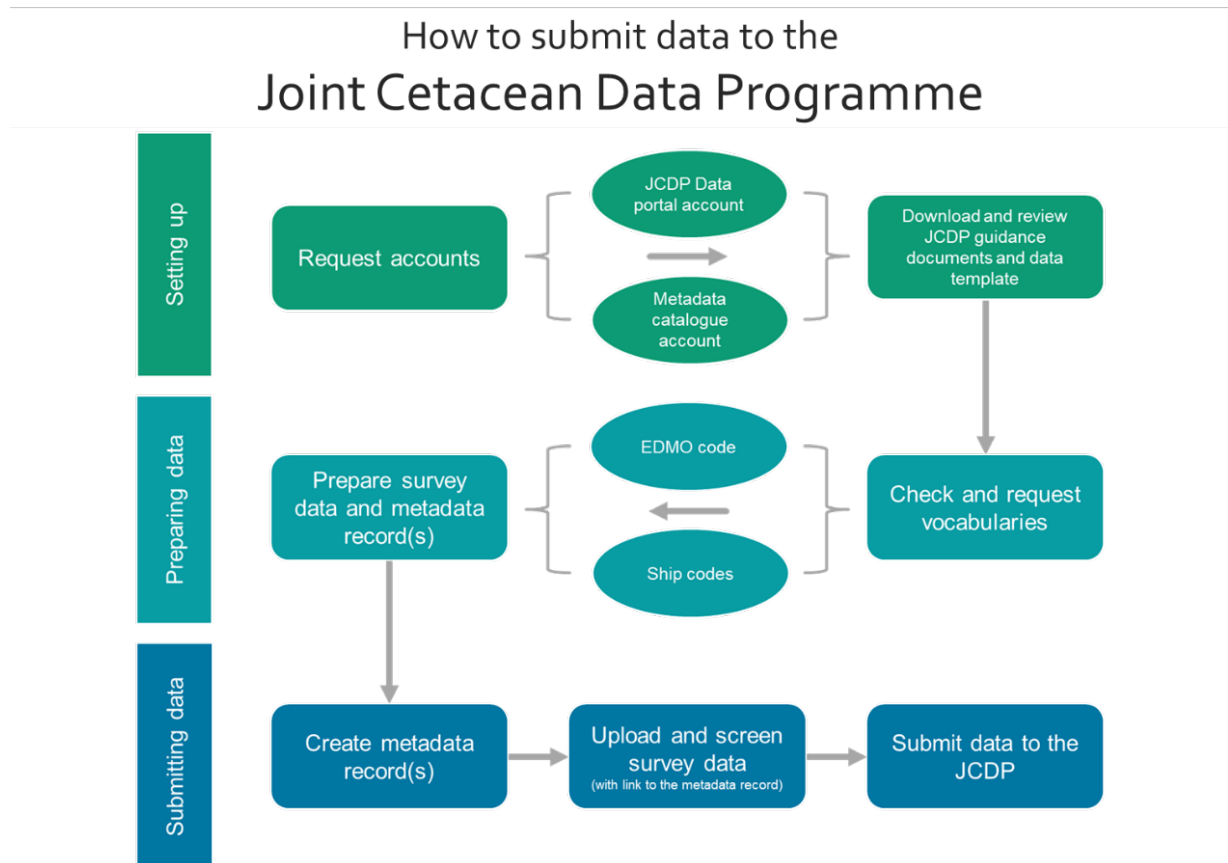 How to submit data to the
Joint Cetacean Data Programme
Setting up
Request accounts
JCDP Data
portal account
Metadata
catalogue
account
Download and review
JCDP guidance
documents and data
template
Preparing data
Prepare survey
data and metadata
record(s)
EDMO code
Ship codes
Check and request
vocabularies
Submitting data
Create metadata
record(s)
Upload and screen
survey data
(with link to the metadata record)
Submit data to the
JCDP